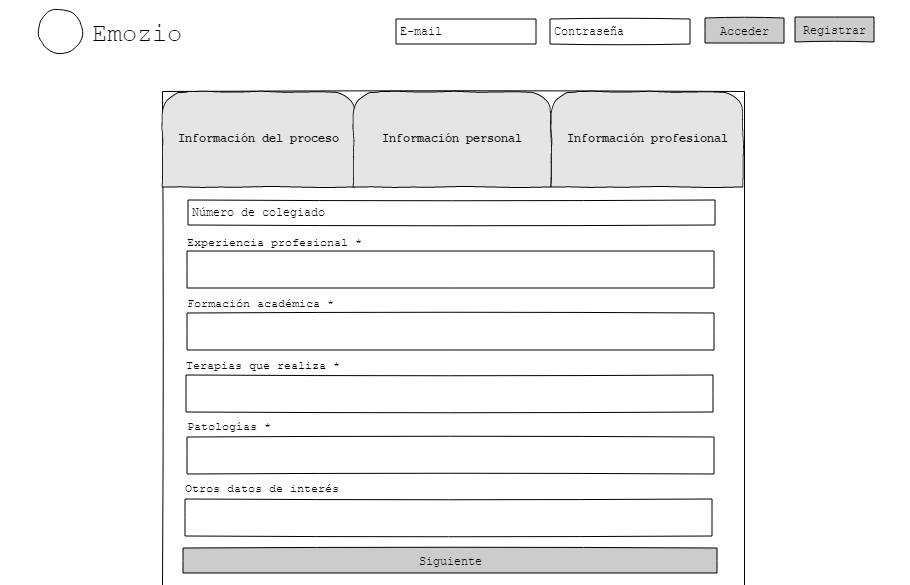 Emozio
E-mail
Contraseña
Acceder
Registrar
Información del proceso
Información personal
Información profesional
Número de colegiado
Experiencia profesional *
Formación académica *
Terapias que realiza *
Patologías *
Otros datos de interés
Siguiente